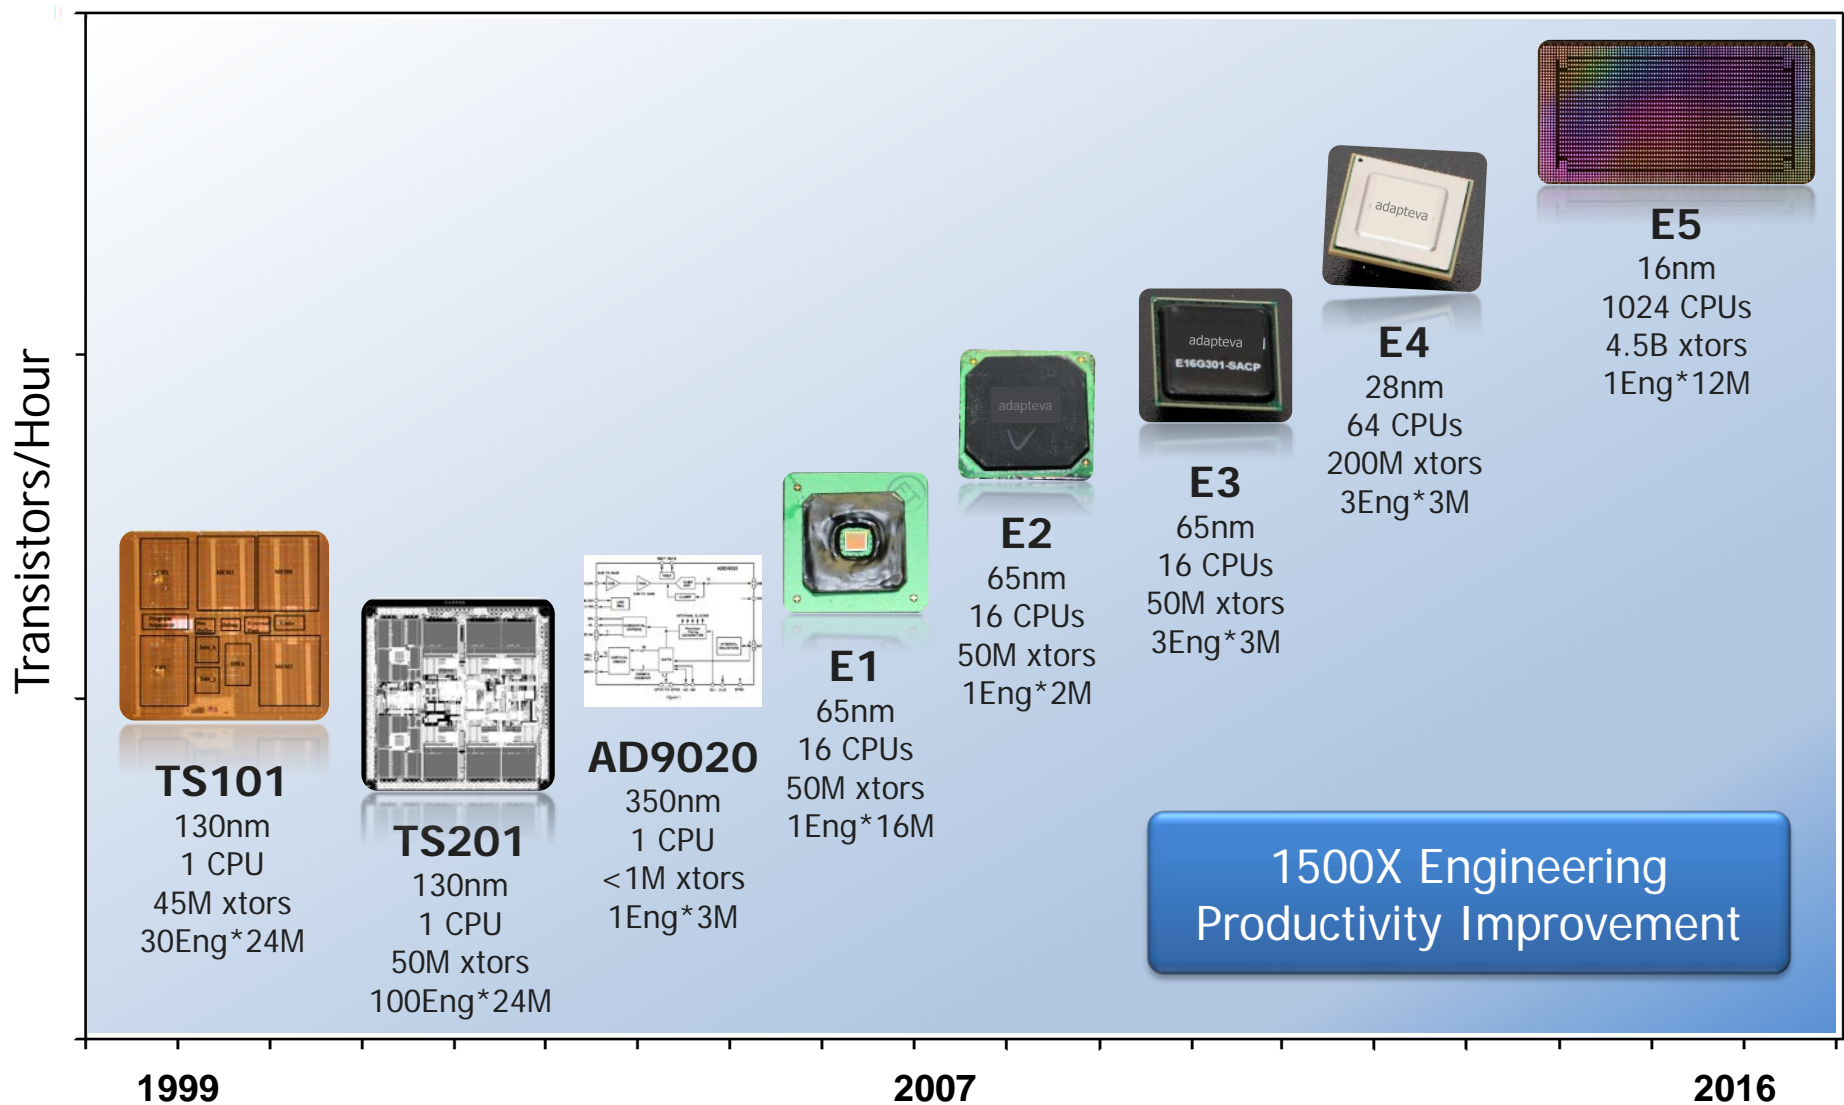 Transistors/Hour
TS101
130nm
1 CPU
45M xtors
30Eng*24M
TS201
130nm
1 CPU
50M xtors
100Eng*24M
AD9020
350nm
1 CPU
<1M xtors
1Eng*3M
E1
65nm
16 CPUs
50M xtors
1Eng*16M
adapteva
E2
65nm
16 CPUs
50M xtors
1Eng*2M
adapteva
E16G301-SACP
E3
65nm
16 CPUs
50M xtors
3Eng*3M
adapteva
E4
28nm
64 CPUs
200M xtors
3Eng*3M
E5
16nm
1024 CPUs
4.5B xtors
1Eng*12M
1500X Engineering
Productivity Improvement
1999
2007
2016